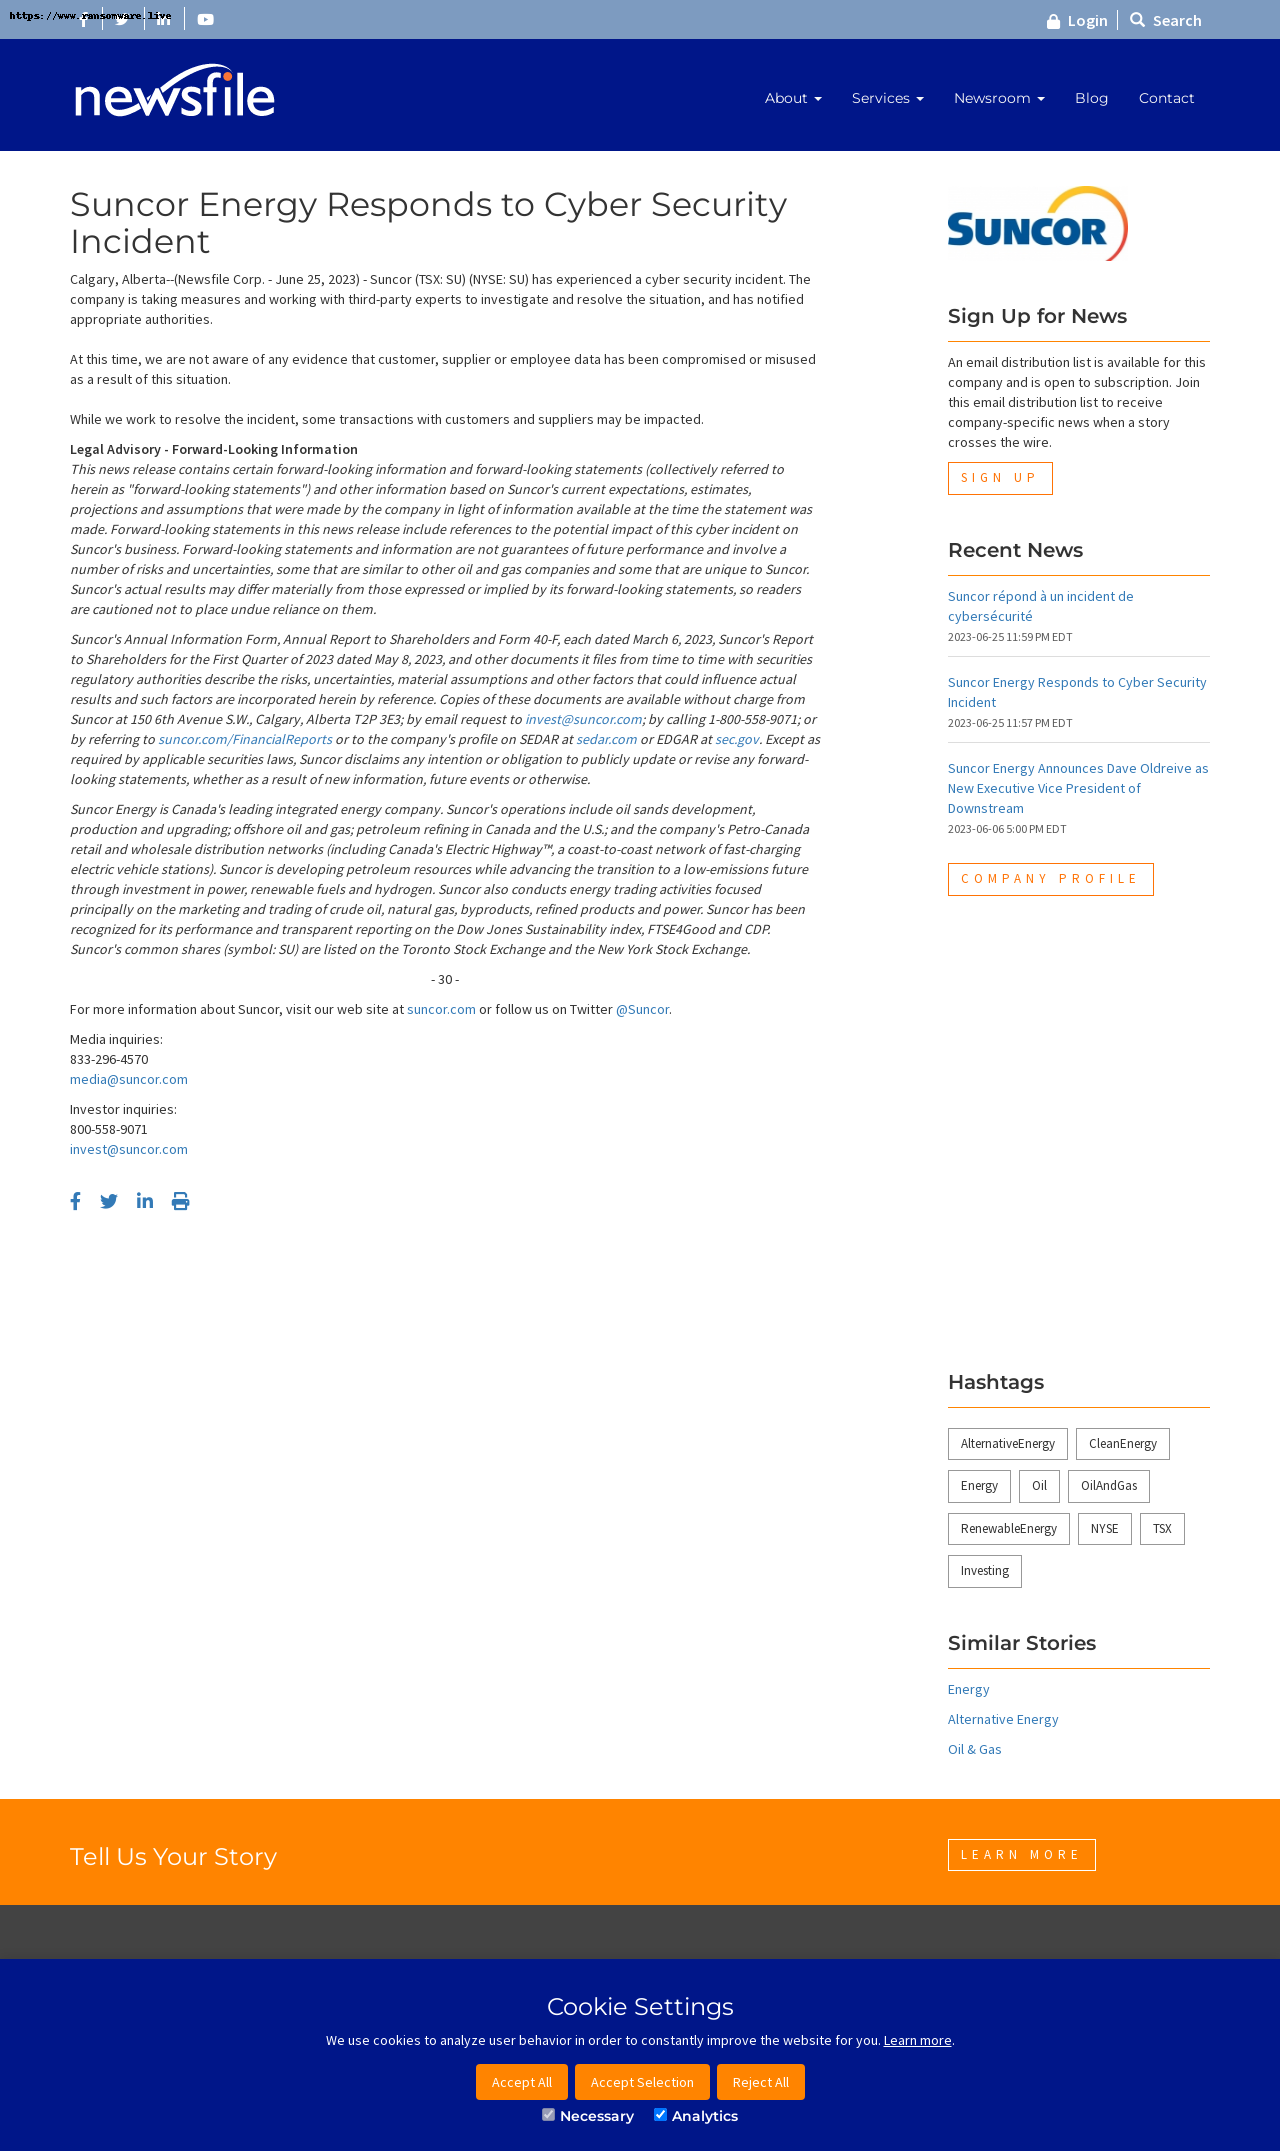 https://www.ransomware.live
Login
Search
newsfile
About
Services
Newsroom
Blog
Contact
Suncor Energy Responds to Cyber Security
Incident
Calgary, Alberta--(Newsfile Corp. - June 25, 2023) - Suncor (TSX: SU) (NYSE: SU) has experienced a cyber security incident. The
company is taking measures and working with third-party experts to investigate and resolve the situation, and has notified
appropriate authorities.
At this time, we are not aware of any evidence that customer, supplier or employee data has been compromised or misused
as a result of this situation.
While we work to resolve the incident, some transactions with customers and suppliers may be impacted.
Legal Advisory - Forward-Looking Information
This news release contains certain forward-looking information and forward-looking statements (collectively referred to
herein as "forward-looking statements") and other information based on Suncor's current expectations, estimates,
projections and assumptions that were made by the company in light of information available at the time the statement was
made. Forward-looking statements in this news release include references to the potential impact of this cyber incident on
Suncor's business. Forward-looking statements and information are not guarantees of future performance and involve a
number of risks and uncertainties, some that are similar to other oil and gas companies and some that are unique to Suncor.
Suncor's actual results may differ materially from those expressed or implied by its forward-looking statements, so readers
are cautioned not to place undue reliance on them.
Suncor's Annual Information Form, Annual Report to Shareholders and Form 40-F, each dated March 6, 2023, Suncor's Report
to Shareholders for the First Quarter of 2023 dated May 8, 2023, and other documents it files from time to time with securities
regulatory authorities describe the risks, uncertainties, material assumptions and other factors that could influence actual
results and such factors are incorporated herein by reference. Copies of these documents are available without charge from
Suncor at 150 6th Avenue S.W., Calgary, Alberta T2P 3E3; by email request to invest@suncor.com; by calling 1-800-558-9071; or
by referring to suncor.com/FinancialReports or to the company's profile on SEDAR at sedar.com or EDGAR at sec.gov. Except as
required by applicable securities laws, Suncor disclaims any intention or obligation to publicly update or revise any forward-
looking statements, whether as a result of new information, future events or otherwise.
Suncor Energy is Canada's leading integrated energy company. Suncor's operations include oil sands development,
production and upgrading; offshore oil and gas; petroleum refining in Canada and the U.S.; and the company's Petro-Canada
retail and wholesale distribution networks (including Canada's Electric Highway™, a coast-to-coast network of fast-charging
electric vehicle stations). Suncor is developing petroleum resources while advancing the transition to a low-emissions future
through investment in power, renewable fuels and hydrogen. Suncor also conducts energy trading activities focused
principally on the marketing and trading of crude oil, natural gas, byproducts, refined products and power. Suncor has been
recognized for its performance and transparent reporting on the Dow Jones Sustainability index, FTSE4Good and CDP.
Suncor's common shares (symbol: SU) are listed on the Toronto Stock Exchange and the New York Stock Exchange.
- 30 -
For more information about Suncor, visit our web site at suncor.com or follow us on Twitter @Suncor.
Media inquiries:
833-296-4570
media@suncor.com
Investor inquiries:
800-558-9071
invest@suncor.com
SUNCOR
Sign Up for News
An email distribution list is available for this
company and is open to subscription. Join
this email distribution list to receive
company-specific news when a story
crosses the wire.
SIGN UP
Recent News
Suncor répond à un incident de
cybersécurité
2023-06-25 11:59 PM EDT
Suncor Energy Responds to Cyber Security
Incident
2023-06-25 11:57 PM EDT
Suncor Energy Announces Dave Oldreive as
New Executive Vice President of
Downstream
2023-06-06 5:00 PM EDT
COMPANY PROFILE
Hashtags
AlternativeEnergy
CleanEnergy
Energy
Oil
OilAndGas
RenewableEnergy
NYSE
TSX
Investing
Similar Stories
Energy
Alternative Energy
Oil & Gas
Tell Us Your Story
LEARN MORE
Cookie Settings
We use cookies to analyze user behavior in order to constantly improve the website for you. Learn more.
Accept All
Accept Selection
Reject All
Necessary
Analytics